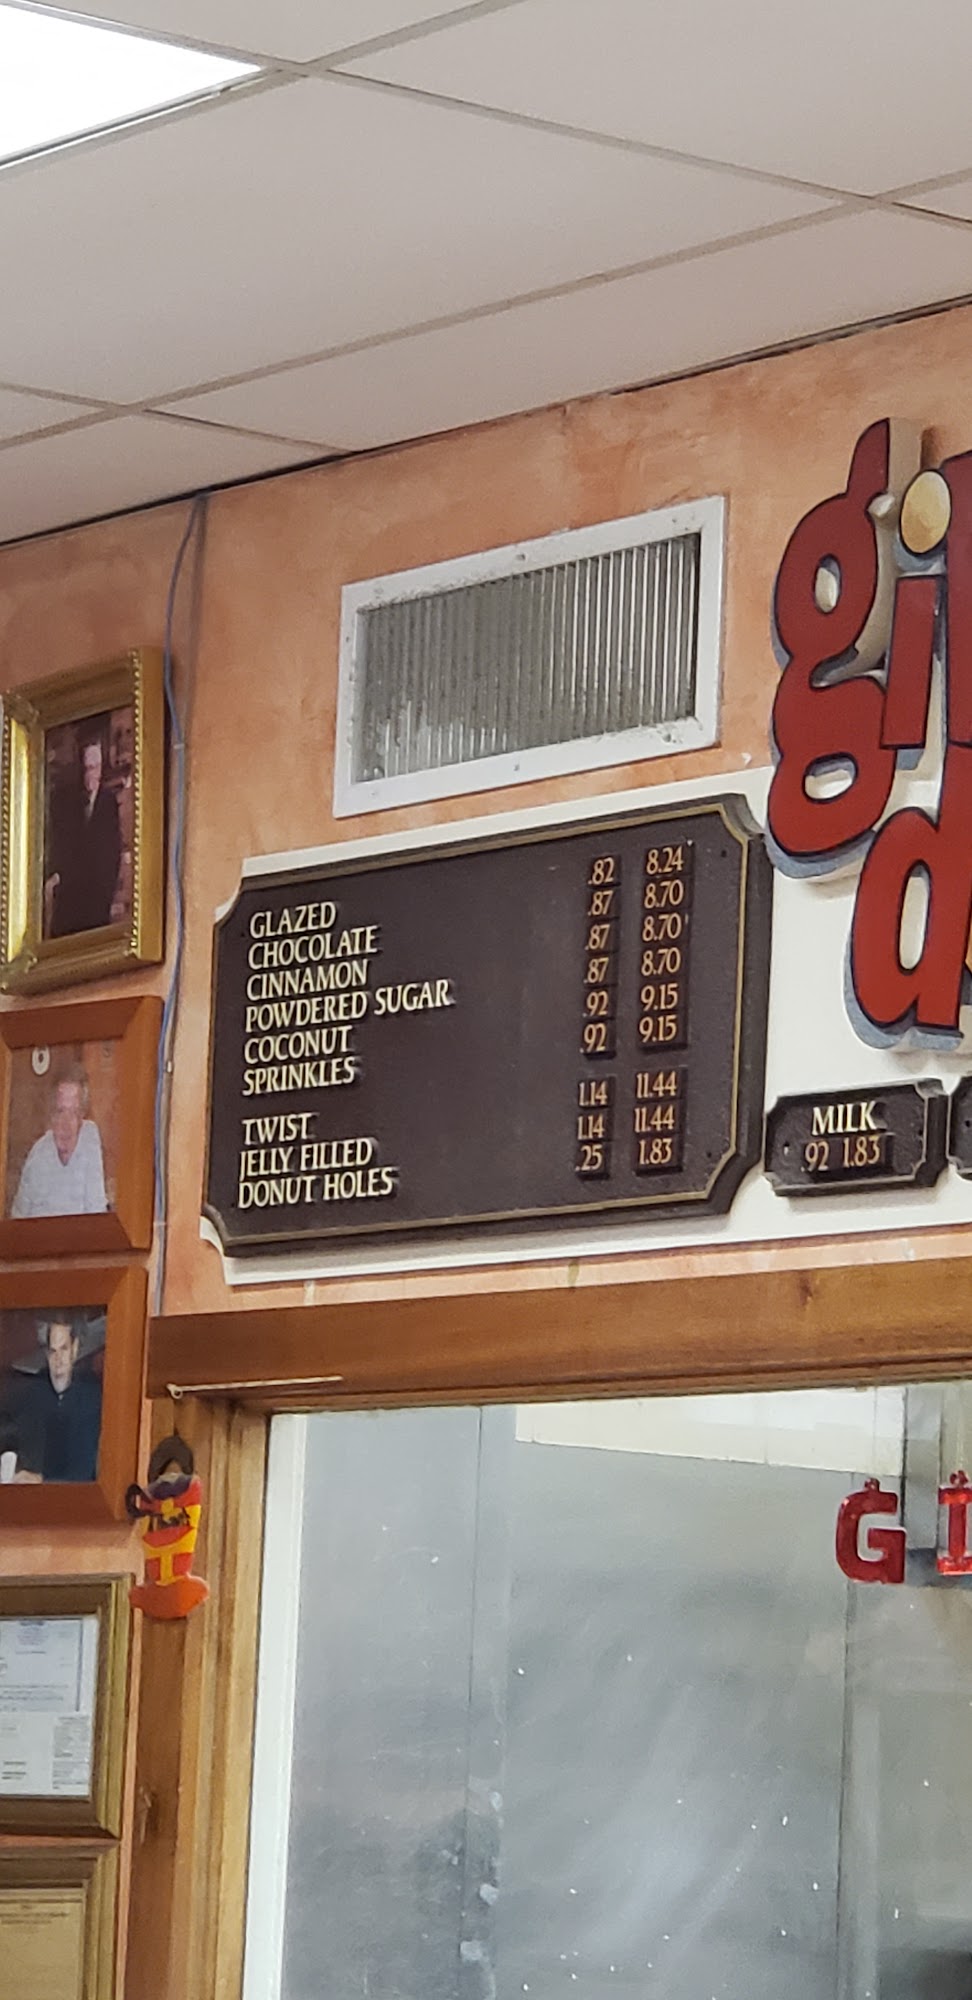 gi
d
GLAZED .82 8.24
CHOCOLATE .87 8.70
CINNAMON .87 8.70
POWDERED SUGAR .87 8.70
COCONUT .92 9.15
SPRINKLES .92 9.15
TWIST 1.14 11.44
JELLY FILLED 1.14 11.44
DONUT HOLES .25 1.83
MILK
.92 1.83
G I